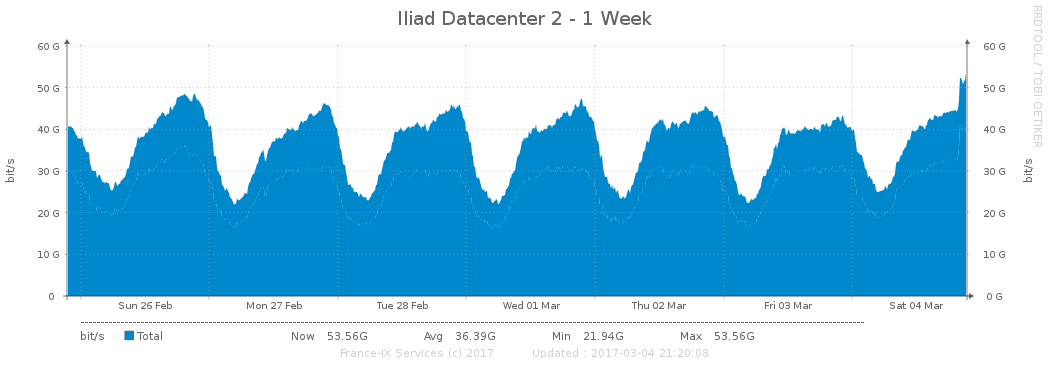 Iliad Datacenter 2 - 1 Week
RRDTOOL / TOBI OETIKER
60 G 60 G
50 G 50 G
40 G 40 G
30 G 30 G
20 G 20 G
10 G 10 G
0 0 G
bit/s
bit/s
Sun 26 Feb Mon 27 Feb Tue 28 Feb Wed 01 Mar Thu 02 Mar Fri 03 Mar Sat 04 Mar
bit/s Total Now 53.56G Avg 36.39G Min 21.94G Max 53.56G
France-IX Services (c) 2017 Updated : 2017-03-04 21:20:08